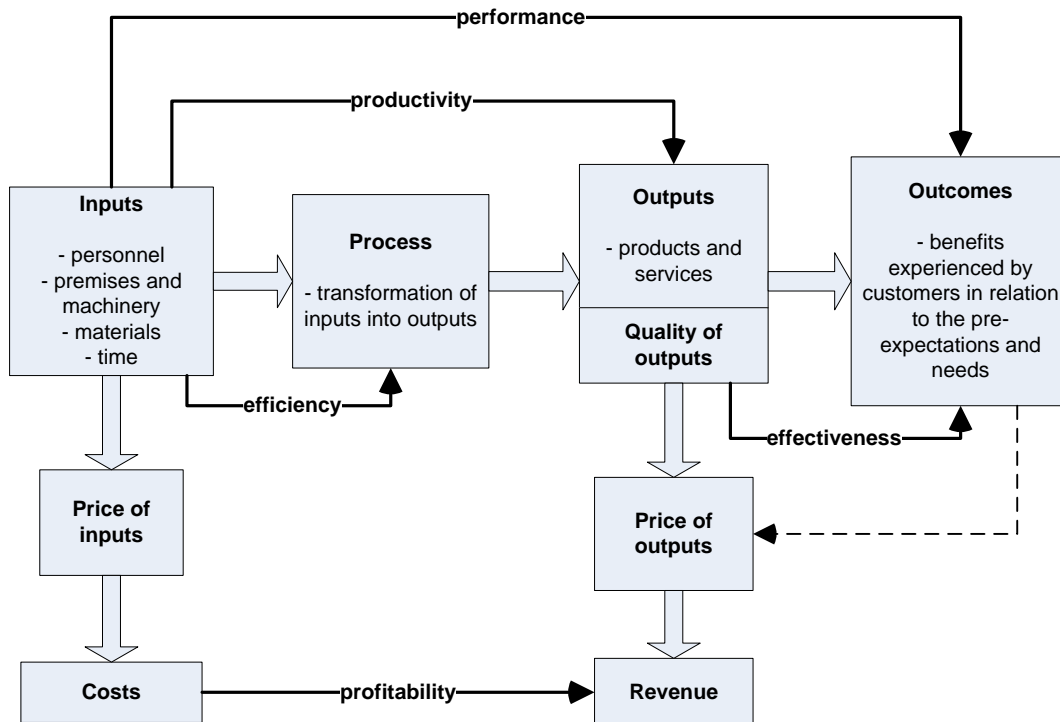 performance
productivity
Inputs
- personnel
- premises and
machinery
- materials
- time
Process
- transformation of
inputs into outputs
Outputs
- products and
services
Quality of
outputs
Outcomes
- benefits
experienced by
customers in relation
to the pre-
expectations and
needs
efficiency
effectiveness
Price of
inputs
Price of
outputs
Costs
profitability
Revenue